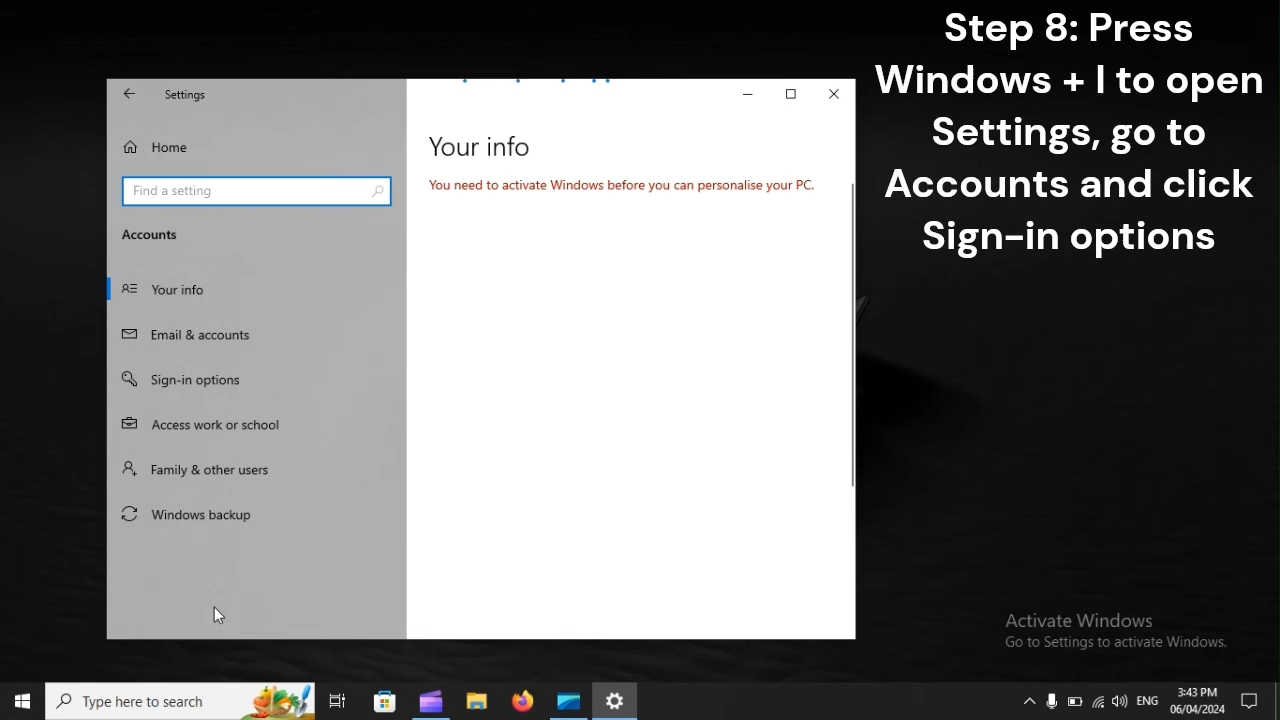 Step 8: Press
Windows + I to open
Settings, go to
Accounts and click
Sign-in options
Settings
Home
Find a setting
Accounts
Your info
Email & accounts
Sign-in options
Access work or school
Family & other users
Windows backup
Your info
You need to activate Windows before you can personalise your PC.
Activate Windows
Go to Settings to activate Windows.
Type here to search
ENG
3:43 PM
06/04/2024